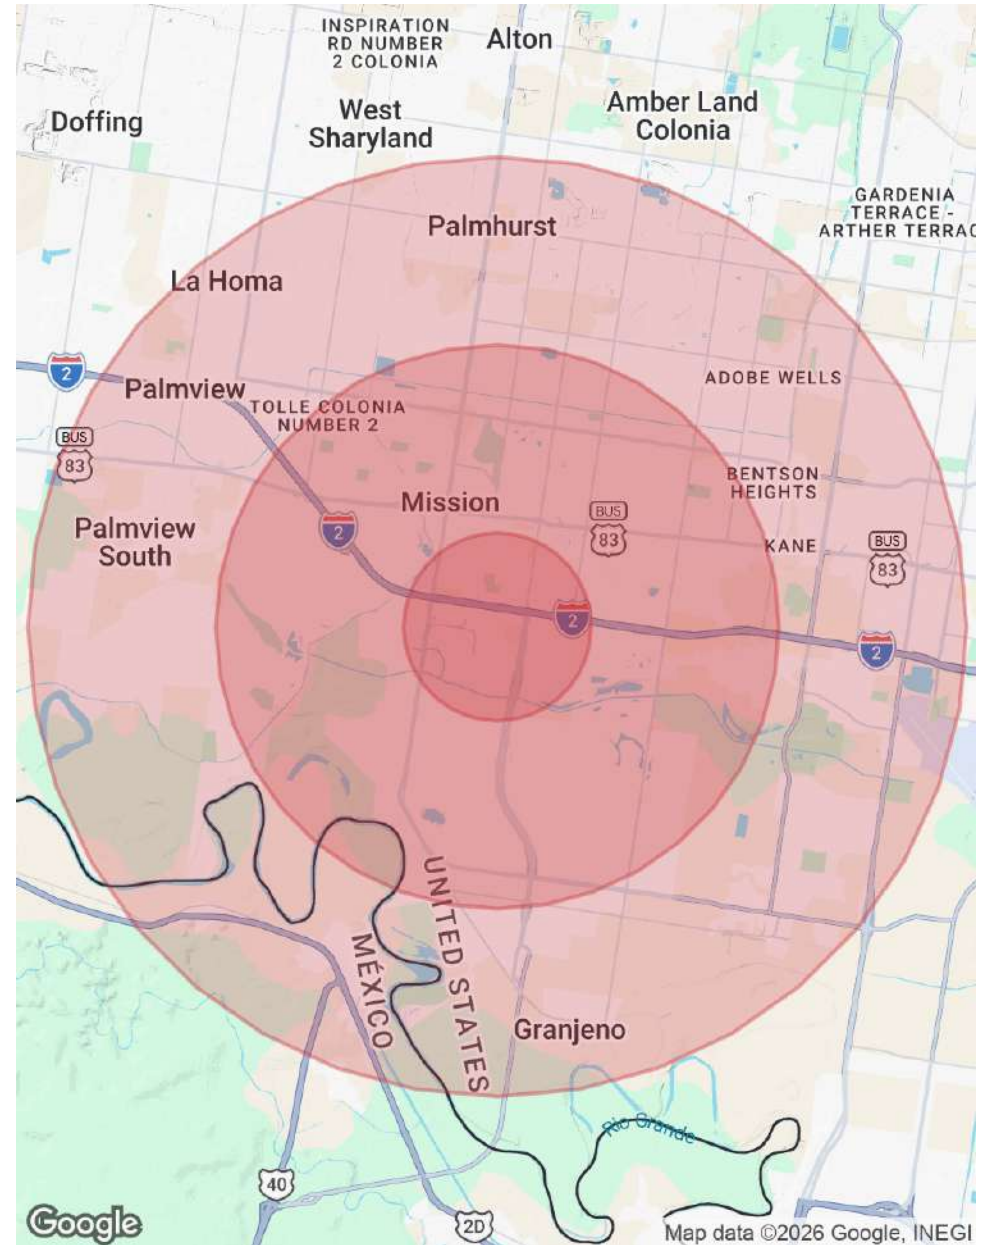 INSPIRATION
RD NUMBER
2 COLONIA
Alton
Doffing
West
Sharyland
Amber Land
Colonia
GARDENIA
TERRACE -
ARTHER TERRAC
Palmhurst
La Homa
2
Palmview
ADOBE WELLS
TOLLE COLONIA
NUMBER 2
BUS
83
BENTSON
HEIGHTS
Mission
BUS
83
2
Palmview
South
KANE
BUS
83
2
2
UNITED STATES
MÉXICO
Granjeno
Rio Grande
40
2D
Google
Map data ©2026 Google, INEGI